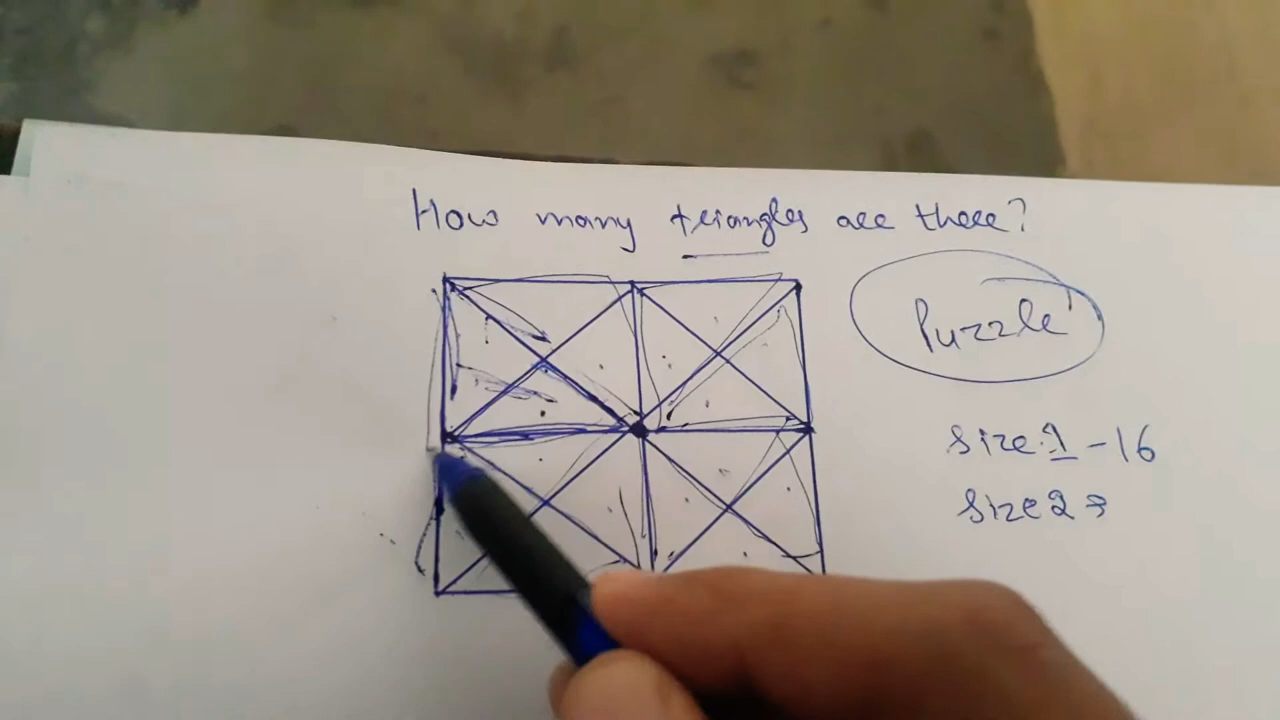 How many triangles are there?
Puzzle
Size 1 - 16
Size 2 →